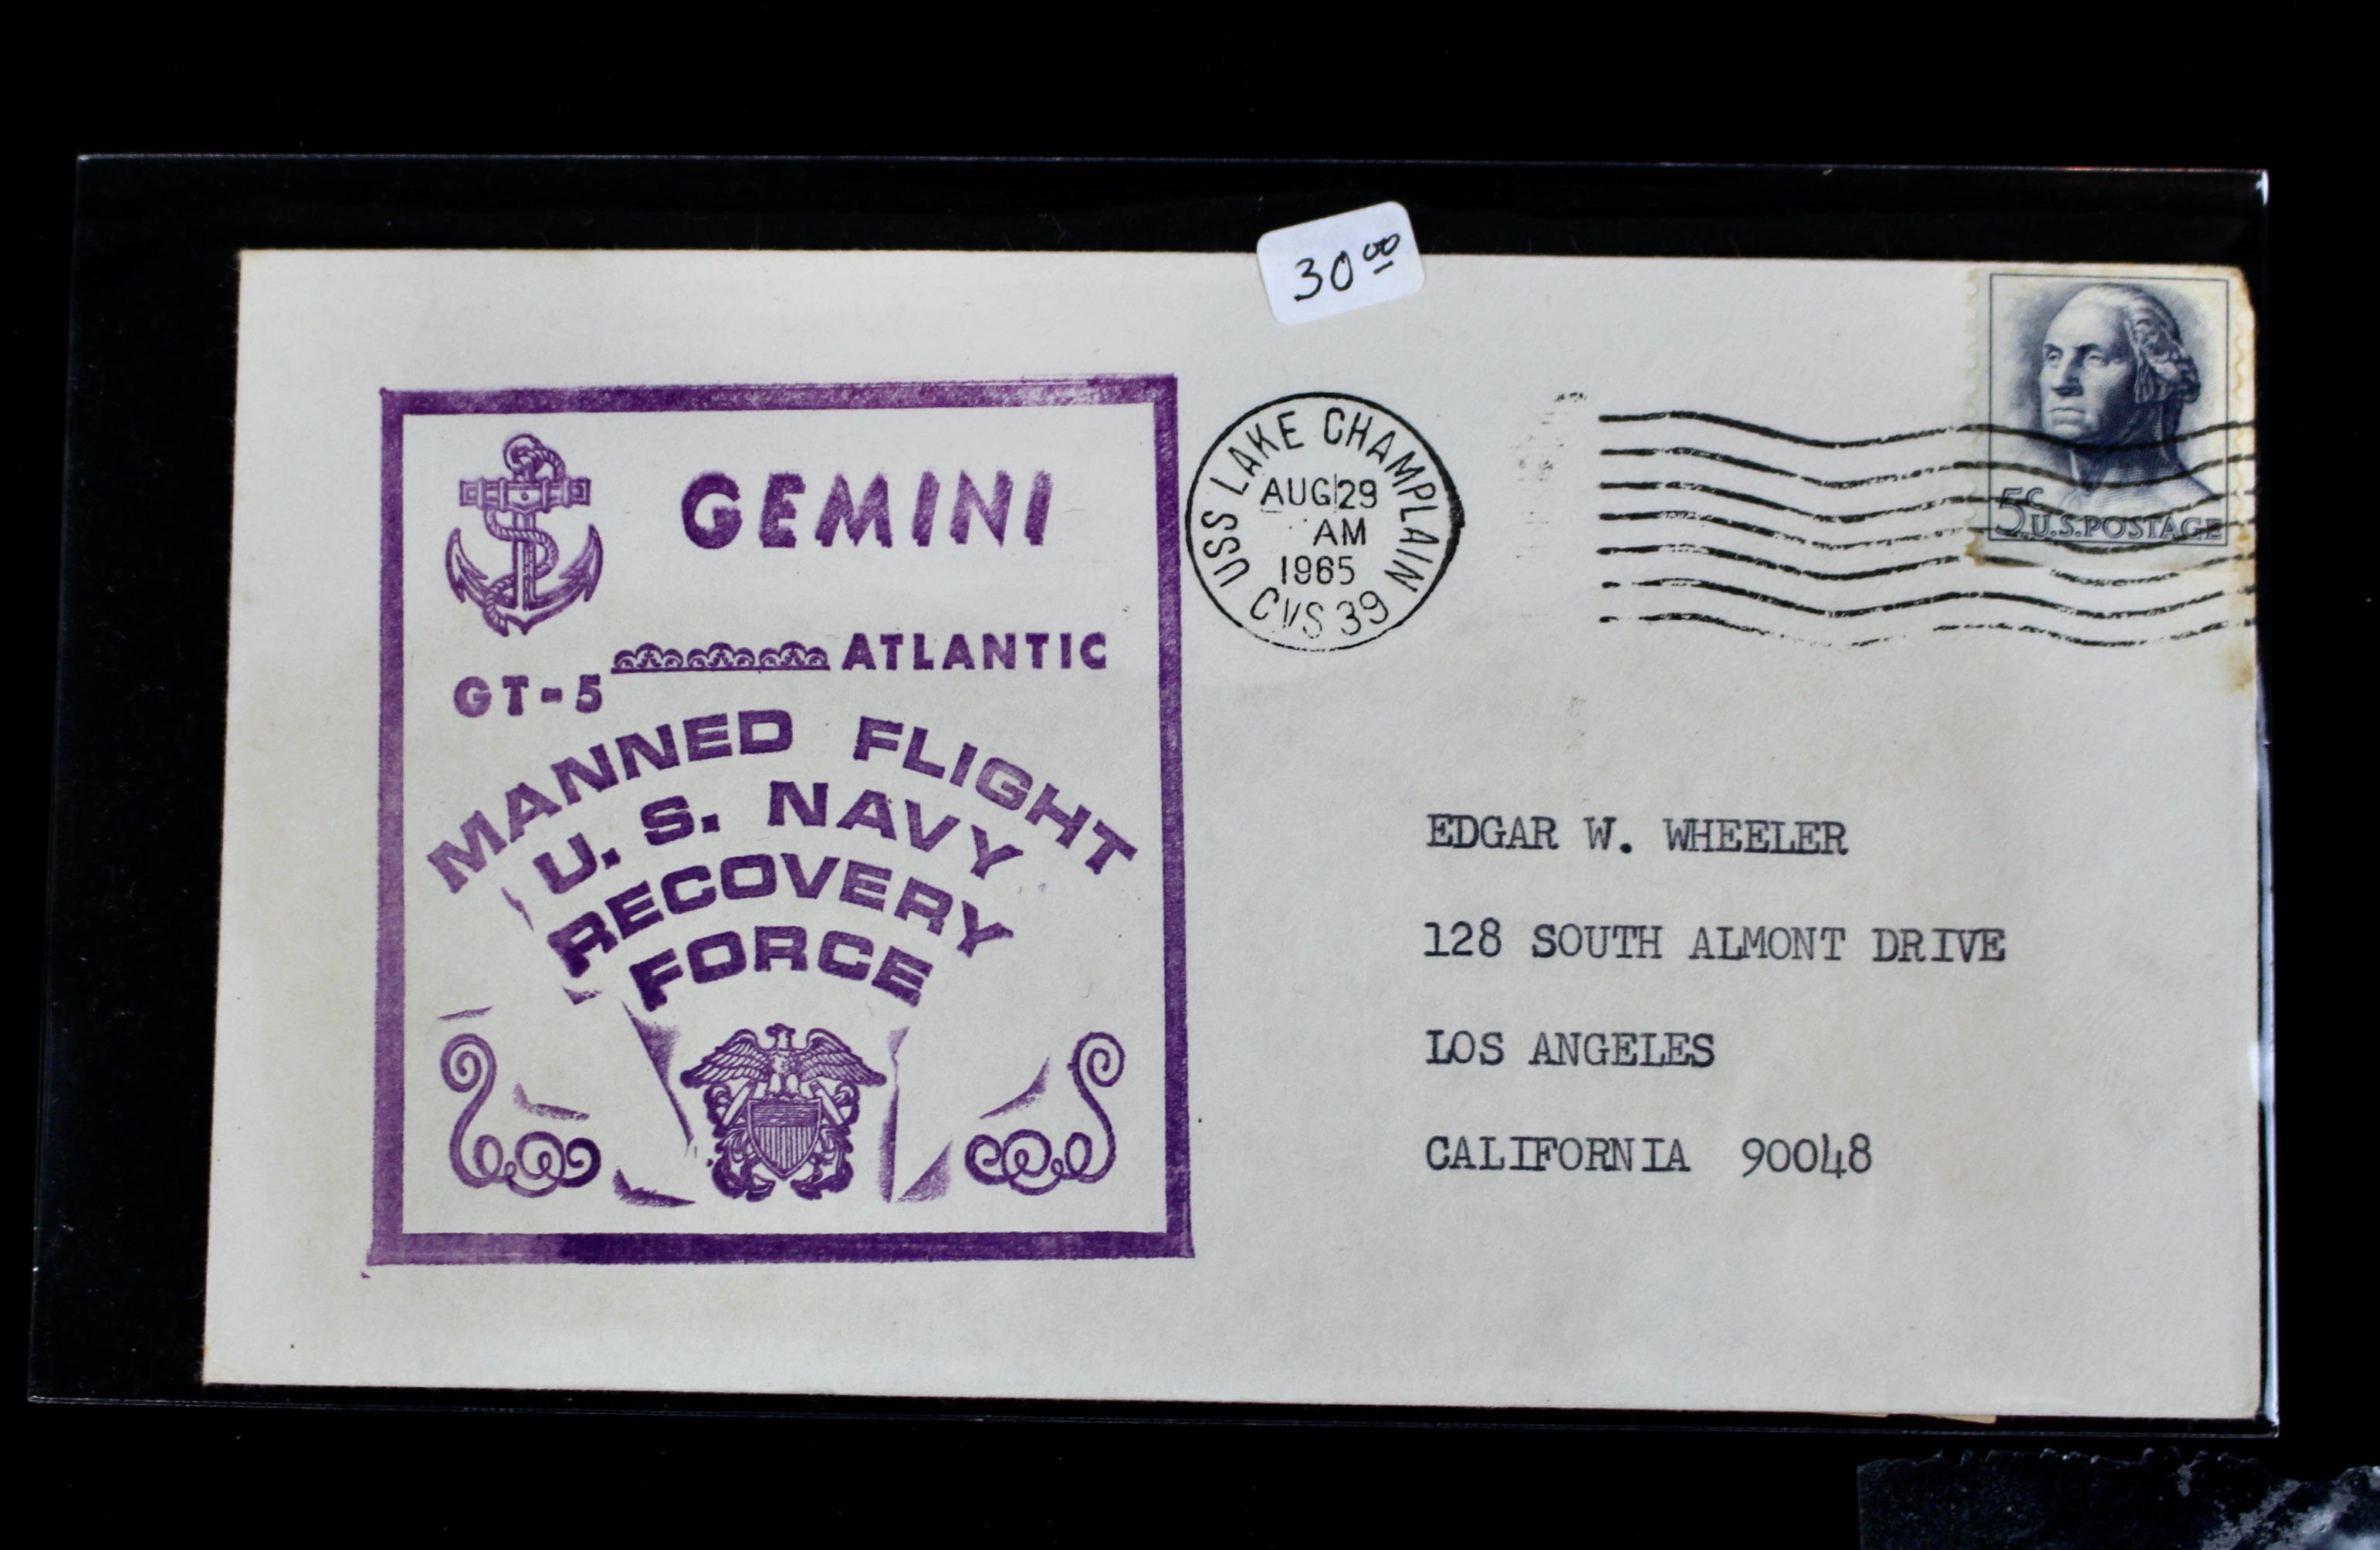 30 00
GEMINI
GT-5 ATLANTIC
MANNED FLIGHT
U. S. NAVY
RECOVERY
FORCE
USS LAKE CHAMPLAIN
AUG 29
AM
1965
CVS 39
5c U.S. POSTAGE
EDGAR W. WHEELER
128 SOUTH ALMONT DRIVE
LOS ANGELES
CALIFORNIA 90048